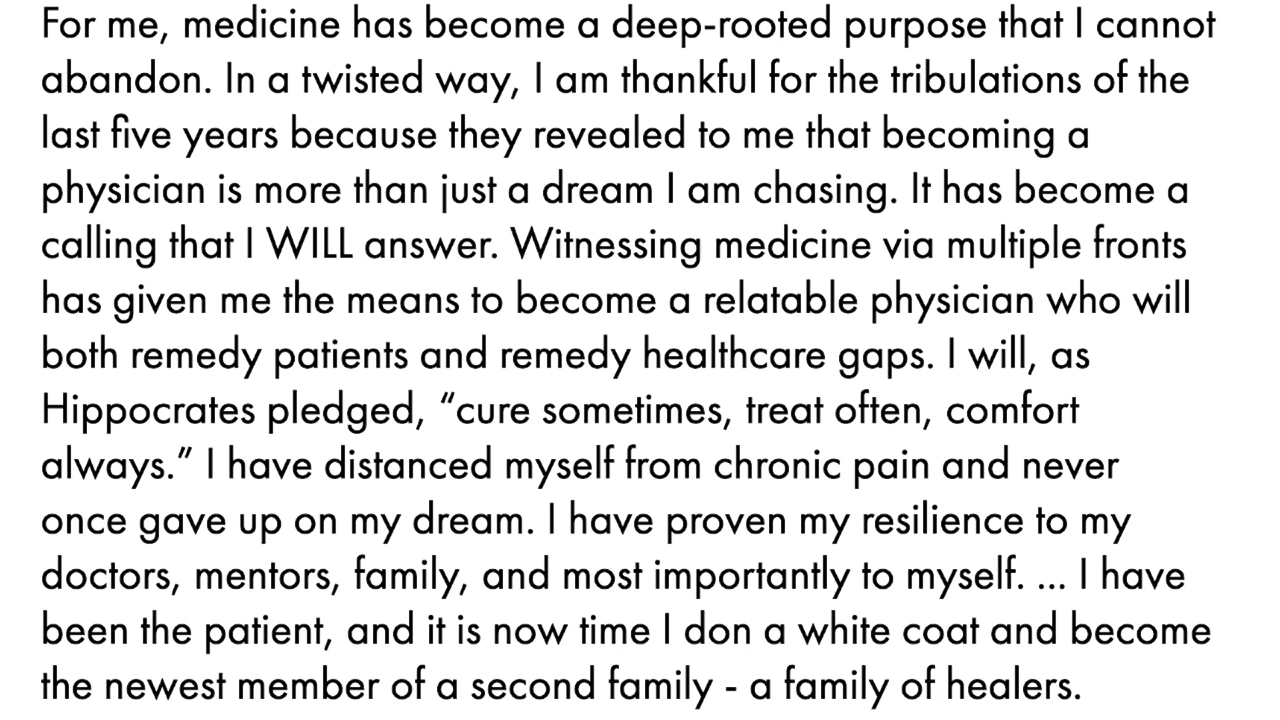 For me, medicine has become a deep-rooted purpose that I cannot
abandon. In a twisted way, I am thankful for the tribulations of the
last five years because they revealed to me that becoming a
physician is more than just a dream I am chasing. It has become a
calling that I WILL answer. Witnessing medicine via multiple fronts
has given me the means to become a relatable physician who will
both remedy patients and remedy healthcare gaps. I will, as
Hippocrates pledged, “cure sometimes, treat often, comfort
always.” I have distanced myself from chronic pain and never
once gave up on my dream. I have proven my resilience to my
doctors, mentors, family, and most importantly to myself. ... I have
been the patient, and it is now time I don a white coat and become
the newest member of a second family - a family of healers.